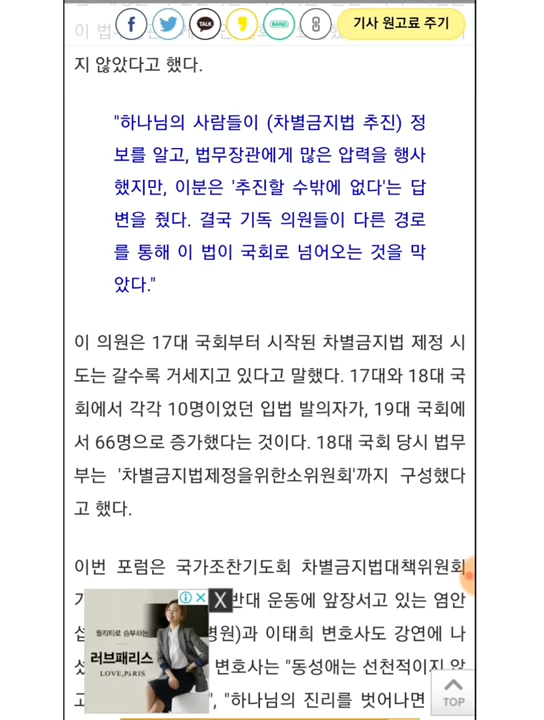 기사 원고료 주기
TALK
BAND
지 않았다고 했다.
"하나님의 사람들이 (차별금지법 추진) 정
보를 알고, 법무장관에게 많은 압력을 행사
했지만, 이분은 '추진할 수밖에 없다'는 답
변을 줬다. 결국 기독 의원들이 다른 경로
를 통해 이 법이 국회로 넘어오는 것을 막
았다."
이 의원은 17대 국회부터 시작된 차별금지법 제정 시
도는 갈수록 거세지고 있다고 말했다. 17대와 18대 국
회에서 각각 10명이었던 입법 발의자가, 19대 국회에
서 66명으로 증가했다는 것이다. 18대 국회 당시 법무
부는 '차별금지법제정을위한소위원회'까지 구성했다
고 했다.
이번 포럼은 국가조찬기도회 차별금지법대책위원회
반대 운동에 앞장서고 있는 염안
병원)과 이태희 변호사도 강연에 나
변호사는 "동성애는 선천적이지 않
", "하나님의 진리를 벗어나면
X
퀄리티로 승부하는
러브패리스
LOVE, PARIS
TOP